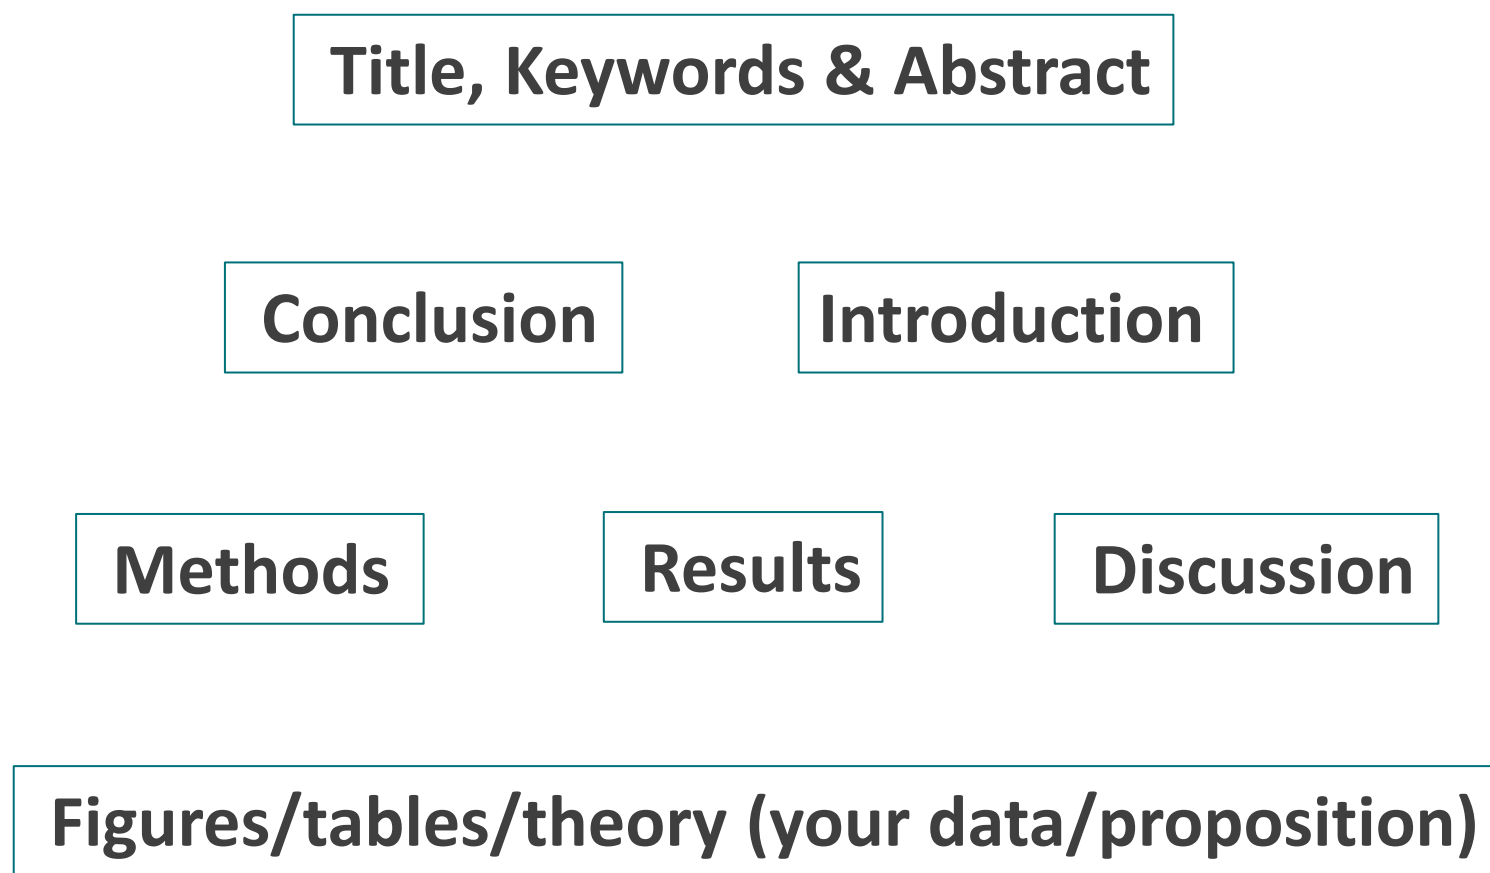 Title, Keywords & Abstract
Conclusion
Introduction
Methods
Results
Discussion
Figures/tables/theory (your data/proposition)